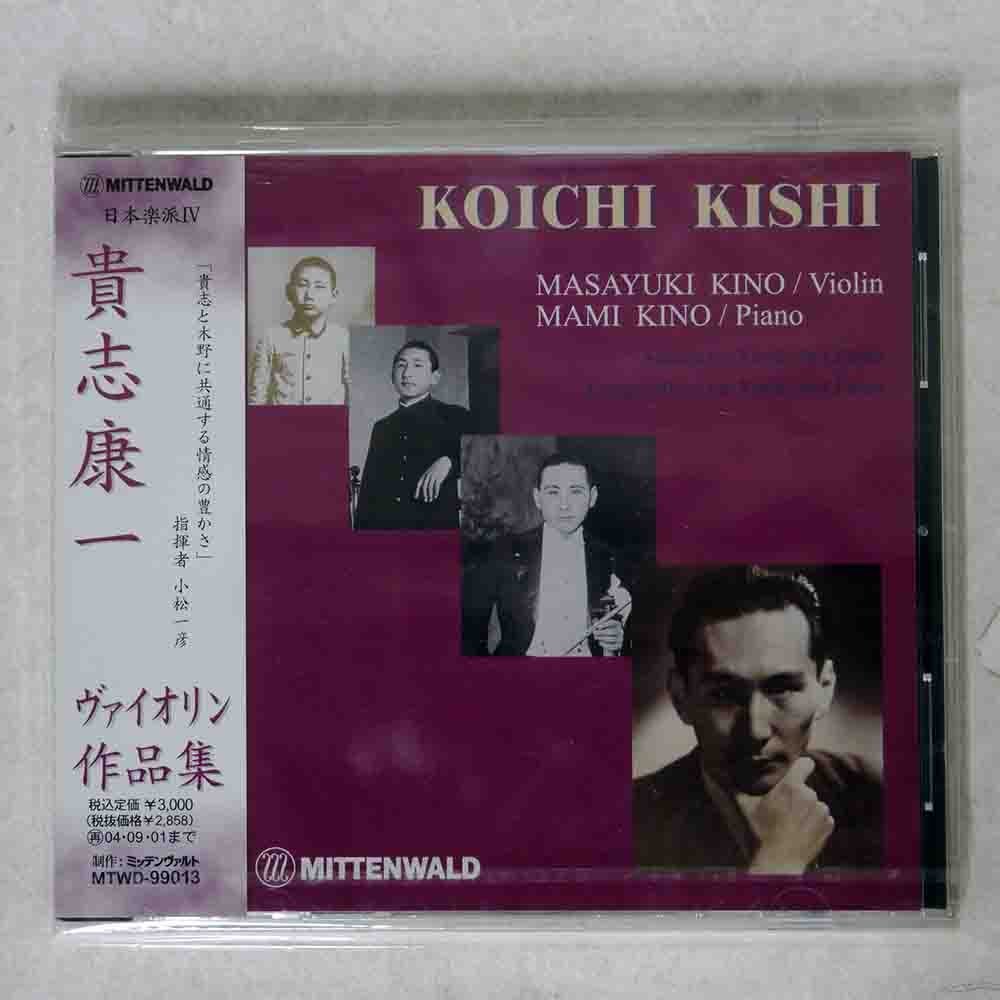 MITTENWALD
日本楽派IV
貴志康一
「貴志と木野に共通する情感の豊かさ」
指揮者 小松一彦
ヴァイオリン
作品集
税込定価 ¥3,000
(税抜価格¥2,858)
再04・09・01まで
制作：ミッテンヴァルト
MTWD-99013
KOICHI KISHI
MASAYUKI KINO / Violin
MAMI KINO / Piano
MITTENWALD